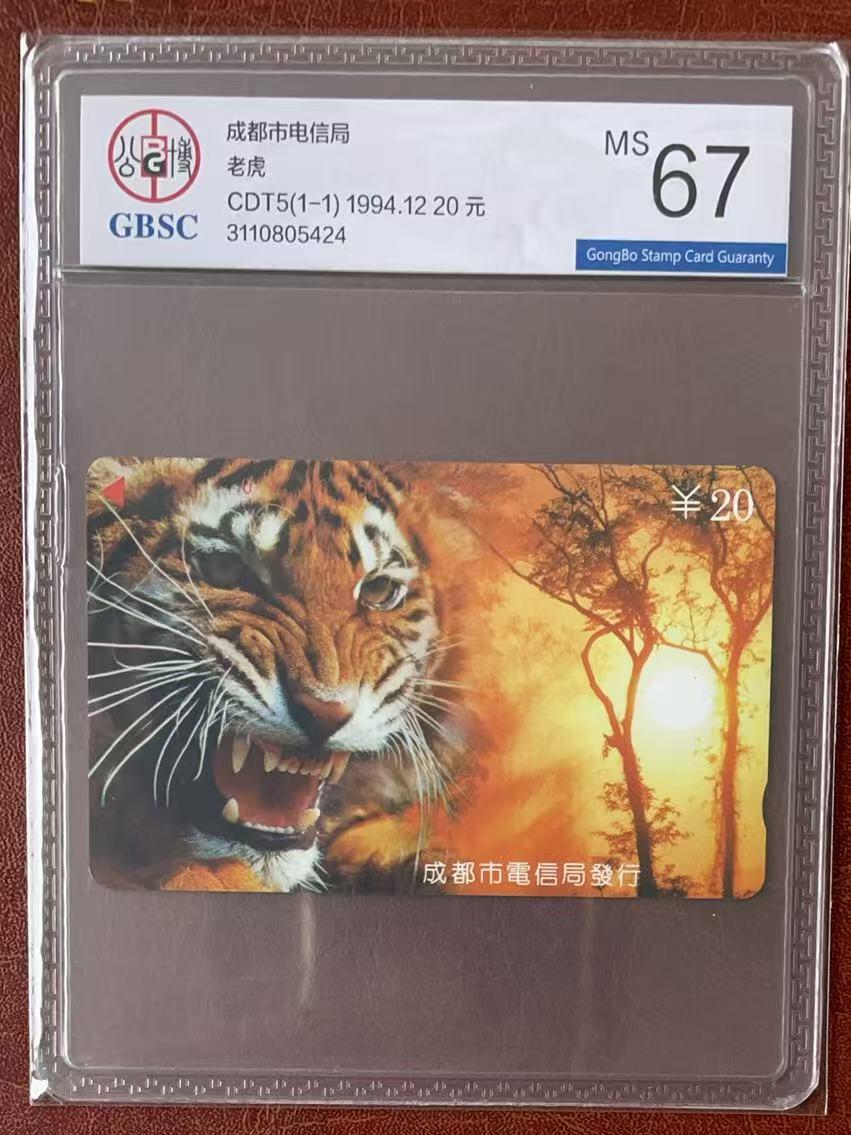 公博
BG
GBSC
成都市电信局
老虎
CDT5(1-1) 1994.12 20 元
3110805424
MS 67
GongBo Stamp Card Guaranty
¥20
成都市電信局發行